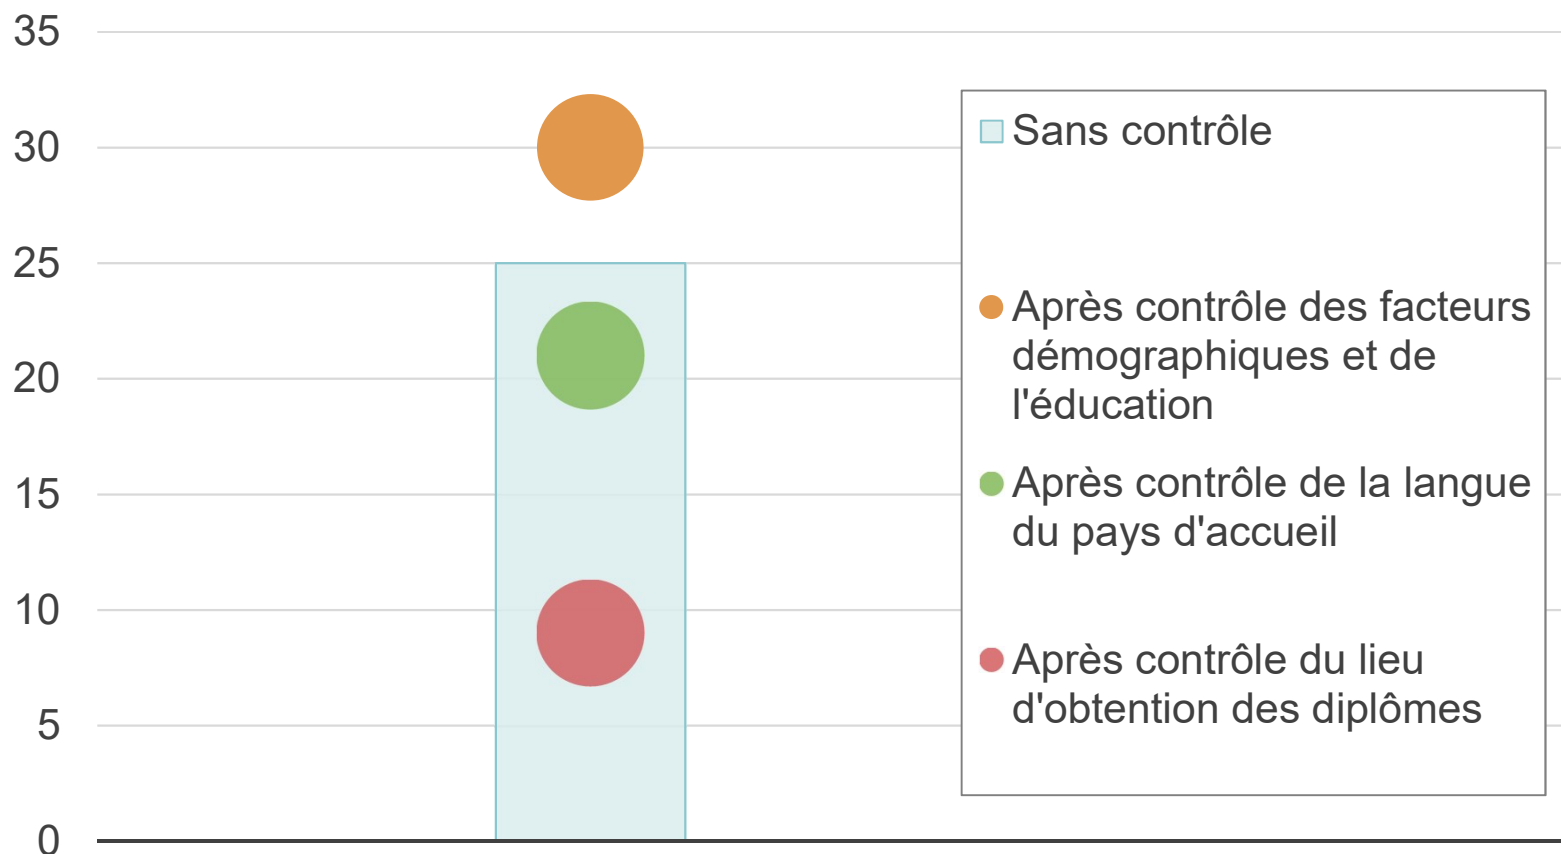 35
30
25
20
15
10
5
0
Sans contrôle
Après contrôle des facteurs
démographiques et de
l'éducation
Après contrôle de la langue
du pays d'accueil
Après contrôle du lieu
d'obtention des diplômes